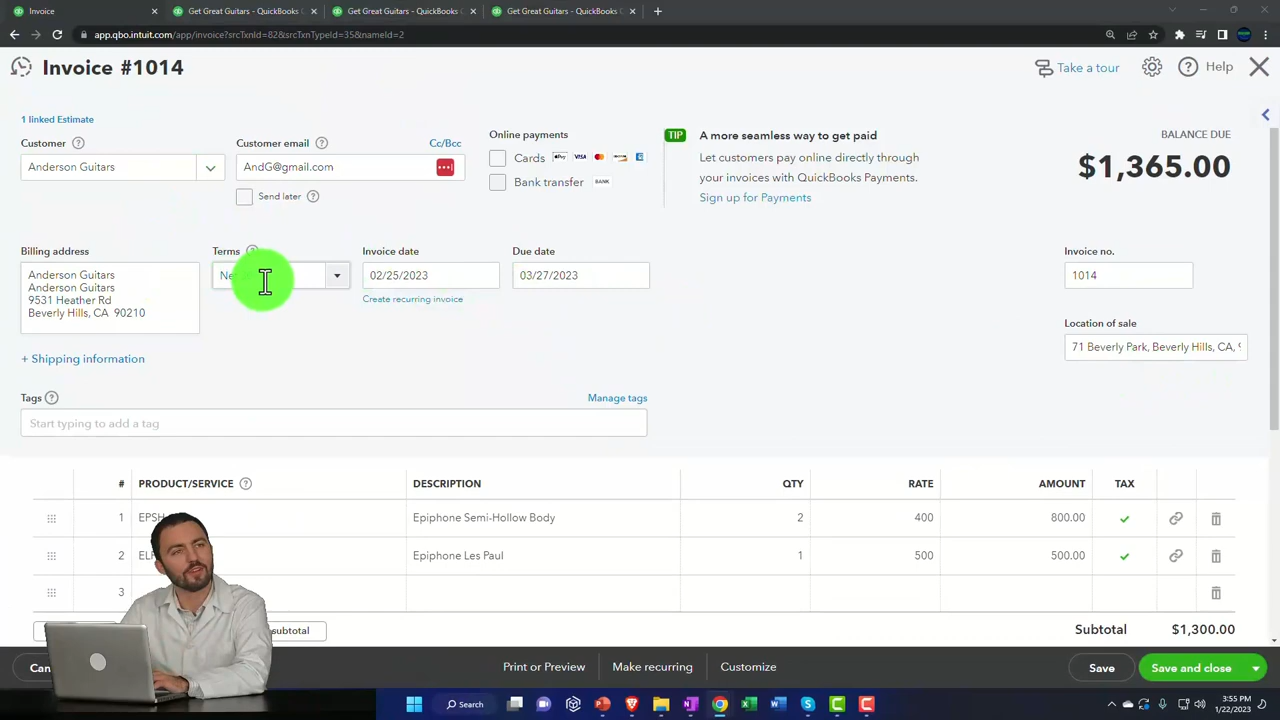 Invoice
Get Great Guitars - QuickBooks O
Get Great Guitars - QuickBooks O
Get Great Guitars - QuickBooks O
app.qbo.intuit.com/app/invoice?srcTxnId=82&srcTxnTypeId=35&nameId=2
Invoice #1014
Take a tour
Help
1 linked Estimate
Customer
Customer email
Cc/Bcc
Online payments
TIP
A more seamless way to get paid
BALANCE DUE
Anderson Guitars
AndG@gmail.com
Cards
Pay
VISA
Let customers pay online directly through
your invoices with QuickBooks Payments.
$1,365.00
Send later
Bank transfer
BANK
Sign up for Payments
Billing address
Terms
Invoice date
Due date
Invoice no.
Anderson Guitars
Anderson Guitars
9531 Heather Rd
Beverly Hills, CA 90210
02/25/2023
03/27/2023
1014
Create recurring invoice
Location of sale
71 Beverly Park, Beverly Hills, CA,
+ Shipping information
Tags
Manage tags
Start typing to add a tag
# PRODUCT/SERVICE DESCRIPTION QTY RATE AMOUNT TAX
1 EPSH Epiphone Semi-Hollow Body 2 400 800.00
2 Epiphone Les Paul 1 500 500.00
3
subtotal
Subtotal $1,300.00
Print or Preview
Make recurring
Customize
Save
Save and close
Search
3:55 PM
1/22/2023